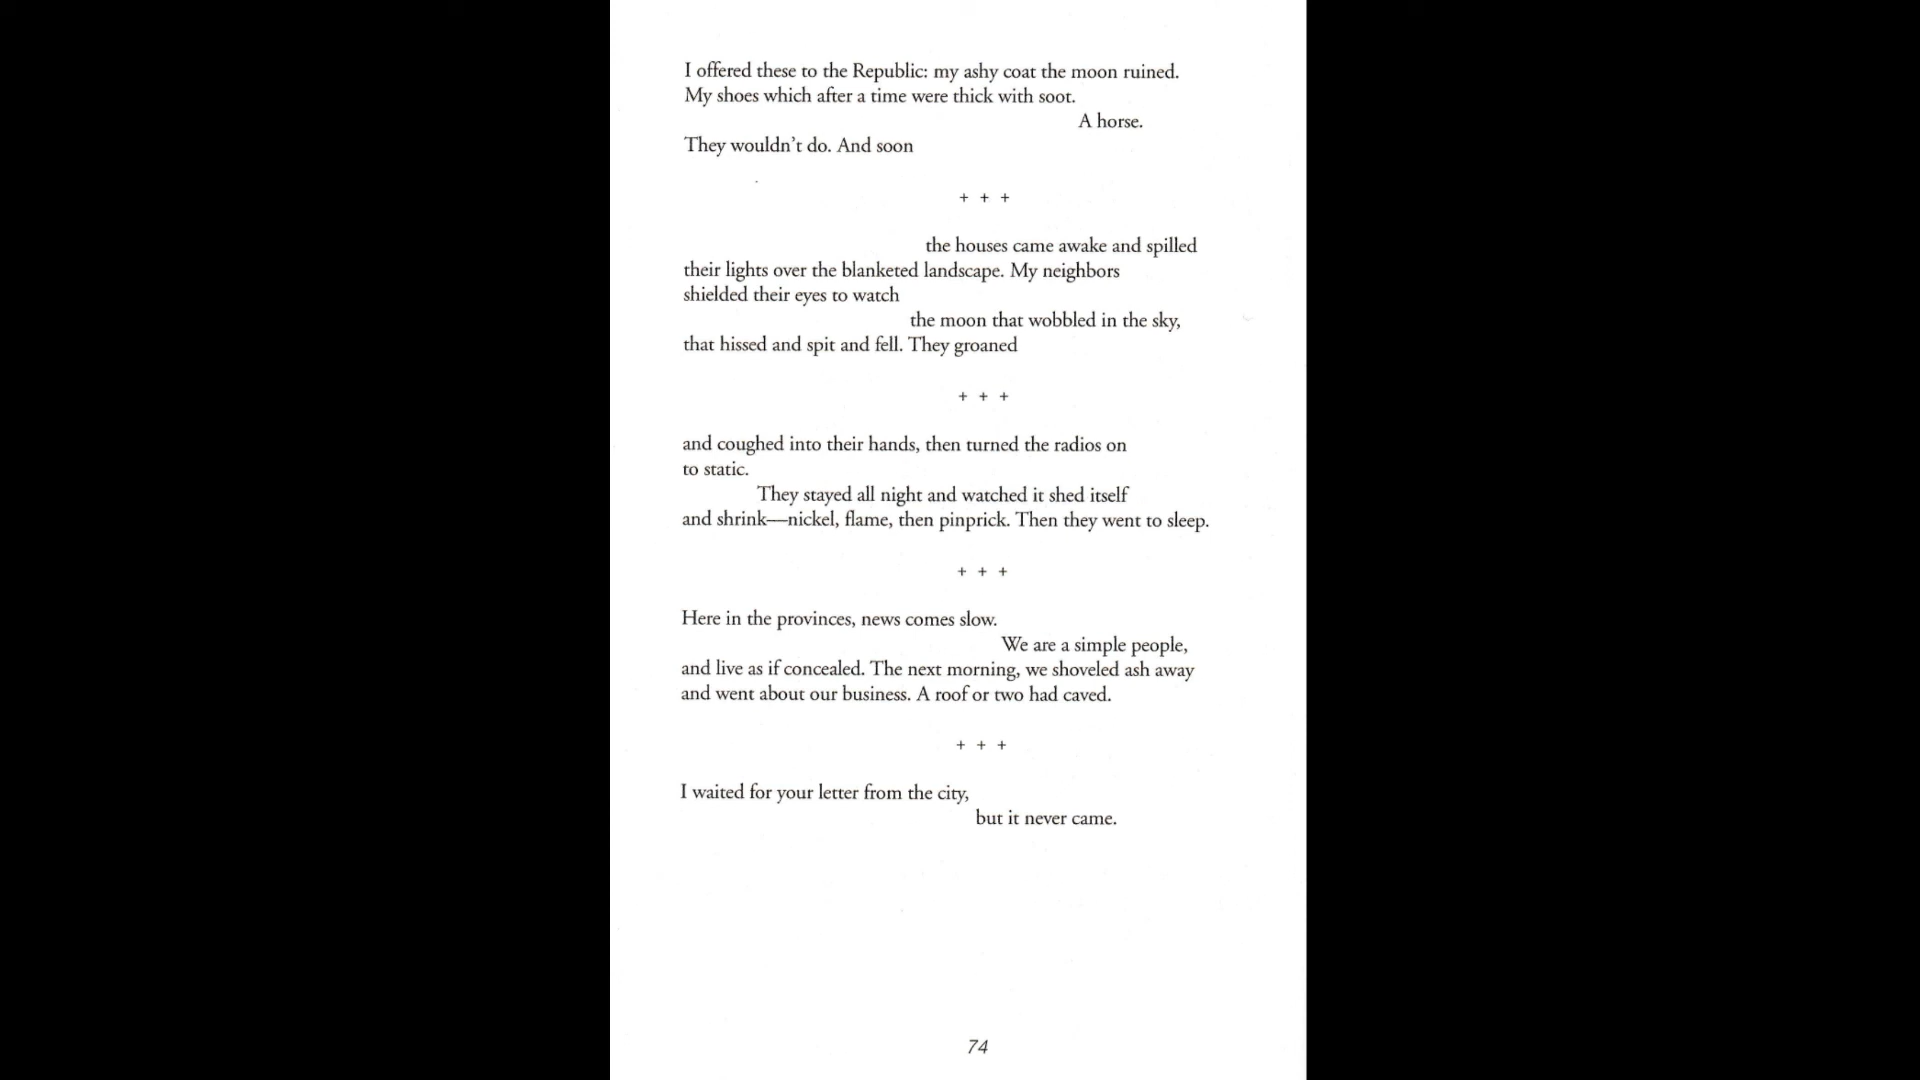 I offered these to the Republic: my ashy coat the moon ruined.
My shoes which after a time were thick with soot.
A horse.
They wouldn't do. And soon
+ + +
the houses came awake and spilled
their lights over the blanketed landscape. My neighbors
shielded their eyes to watch
the moon that wobbled in the sky,
that hissed and spit and fell. They groaned
+ + +
and coughed into their hands, then turned the radios on
to static.
They stayed all night and watched it shed itself
and shrink—nickel, flame, then pinprick. Then they went to sleep.
+ + +
Here in the provinces, news comes slow.
We are a simple people,
and live as if concealed. The next morning, we shoveled ash away
and went about our business. A roof or two had caved.
+ + +
I waited for your letter from the city,
but it never came.
74